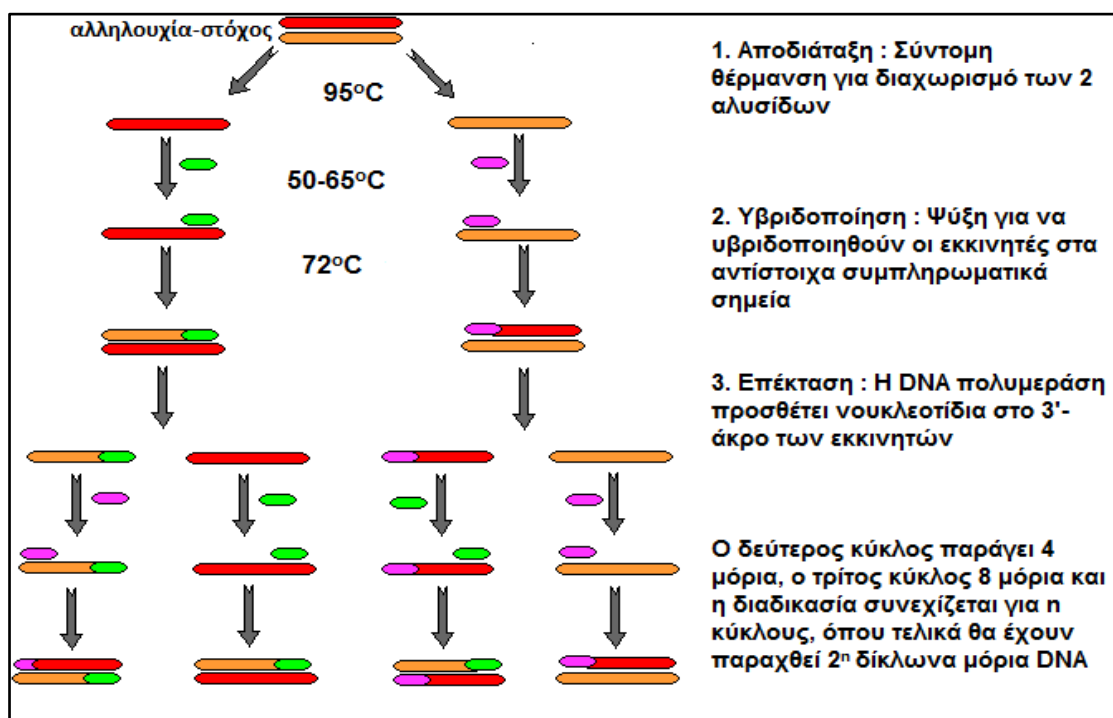 αλληλουχία-στόχος
95°C
50-65°C
72°C
1. Αποδιάταξη : Σύντομη
θέρμανση για διαχωρισμό των 2
αλυσίδων
2. Υβριδοποίηση : Ψύξη για να
υβριδοποιηθούν οι εκκινητές στα
αντίστοιχα συμπληρωματικά
σημεία
3. Επέκταση : Η DNA πολυμεράση
προσθέτει νουκλεοτίδια στο 3'-
άκρο των εκκινητών
Ο δεύτερος κύκλος παράγει 4
μόρια, ο τρίτος κύκλος 8 μόρια και
η διαδικασία συνεχίζεται για n
κύκλους, όπου τελικά θα έχουν
παραχθεί 2ⁿ δίκλωνα μόρια DNA